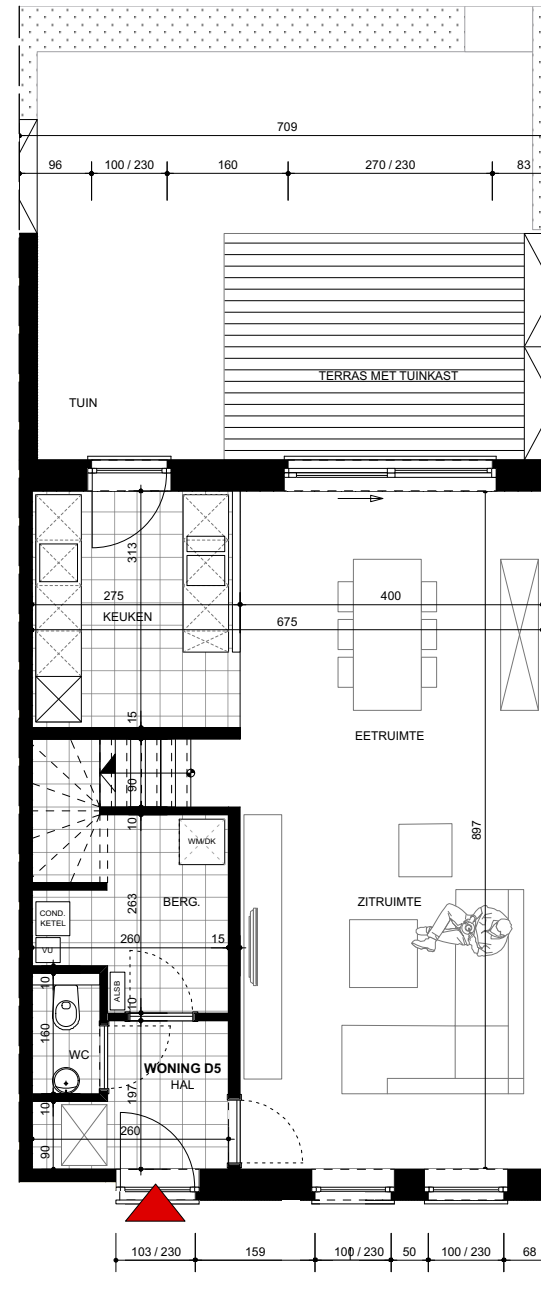 709
96
100 / 230
160
270 / 230
83
TERRAS MET TUINKAST
TUIN
313
275
400
KEUKEN
675
15
EETRUIMTE
90
10
897
WM/DK
263
BERG.
ZITRUIMTE
COND.
KETEL
VU
260
15
10
ALSB
10
160
WC
WONING D5
HAL
197
10
260
90
103 / 230
159
100 / 230
50
100 / 230
68